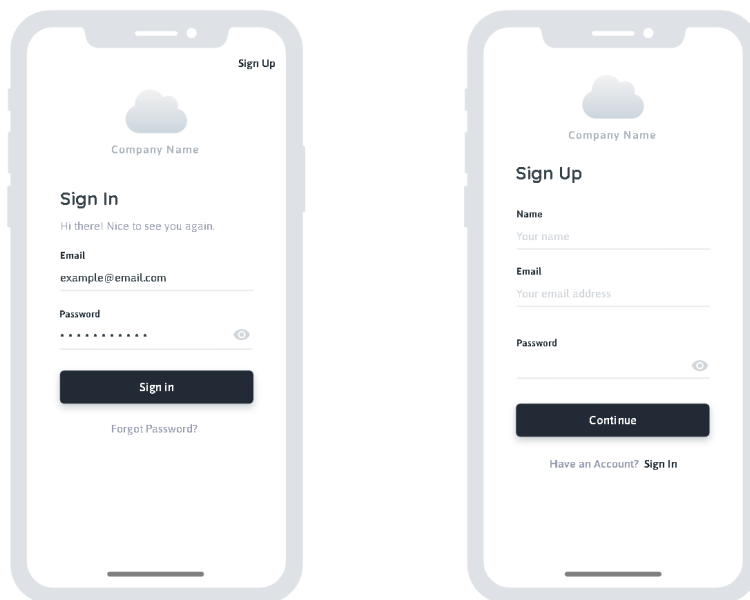 Sign Up
Company Name
Sign In
Hi there! Nice to see you again.
Email
example@email.com
Password
• • • • • • • • • • •
Sign in
Forgot Password?
Company Name
Sign Up
Name
Your name
Email
Your email address
Password
Continue
Have an Account? Sign In